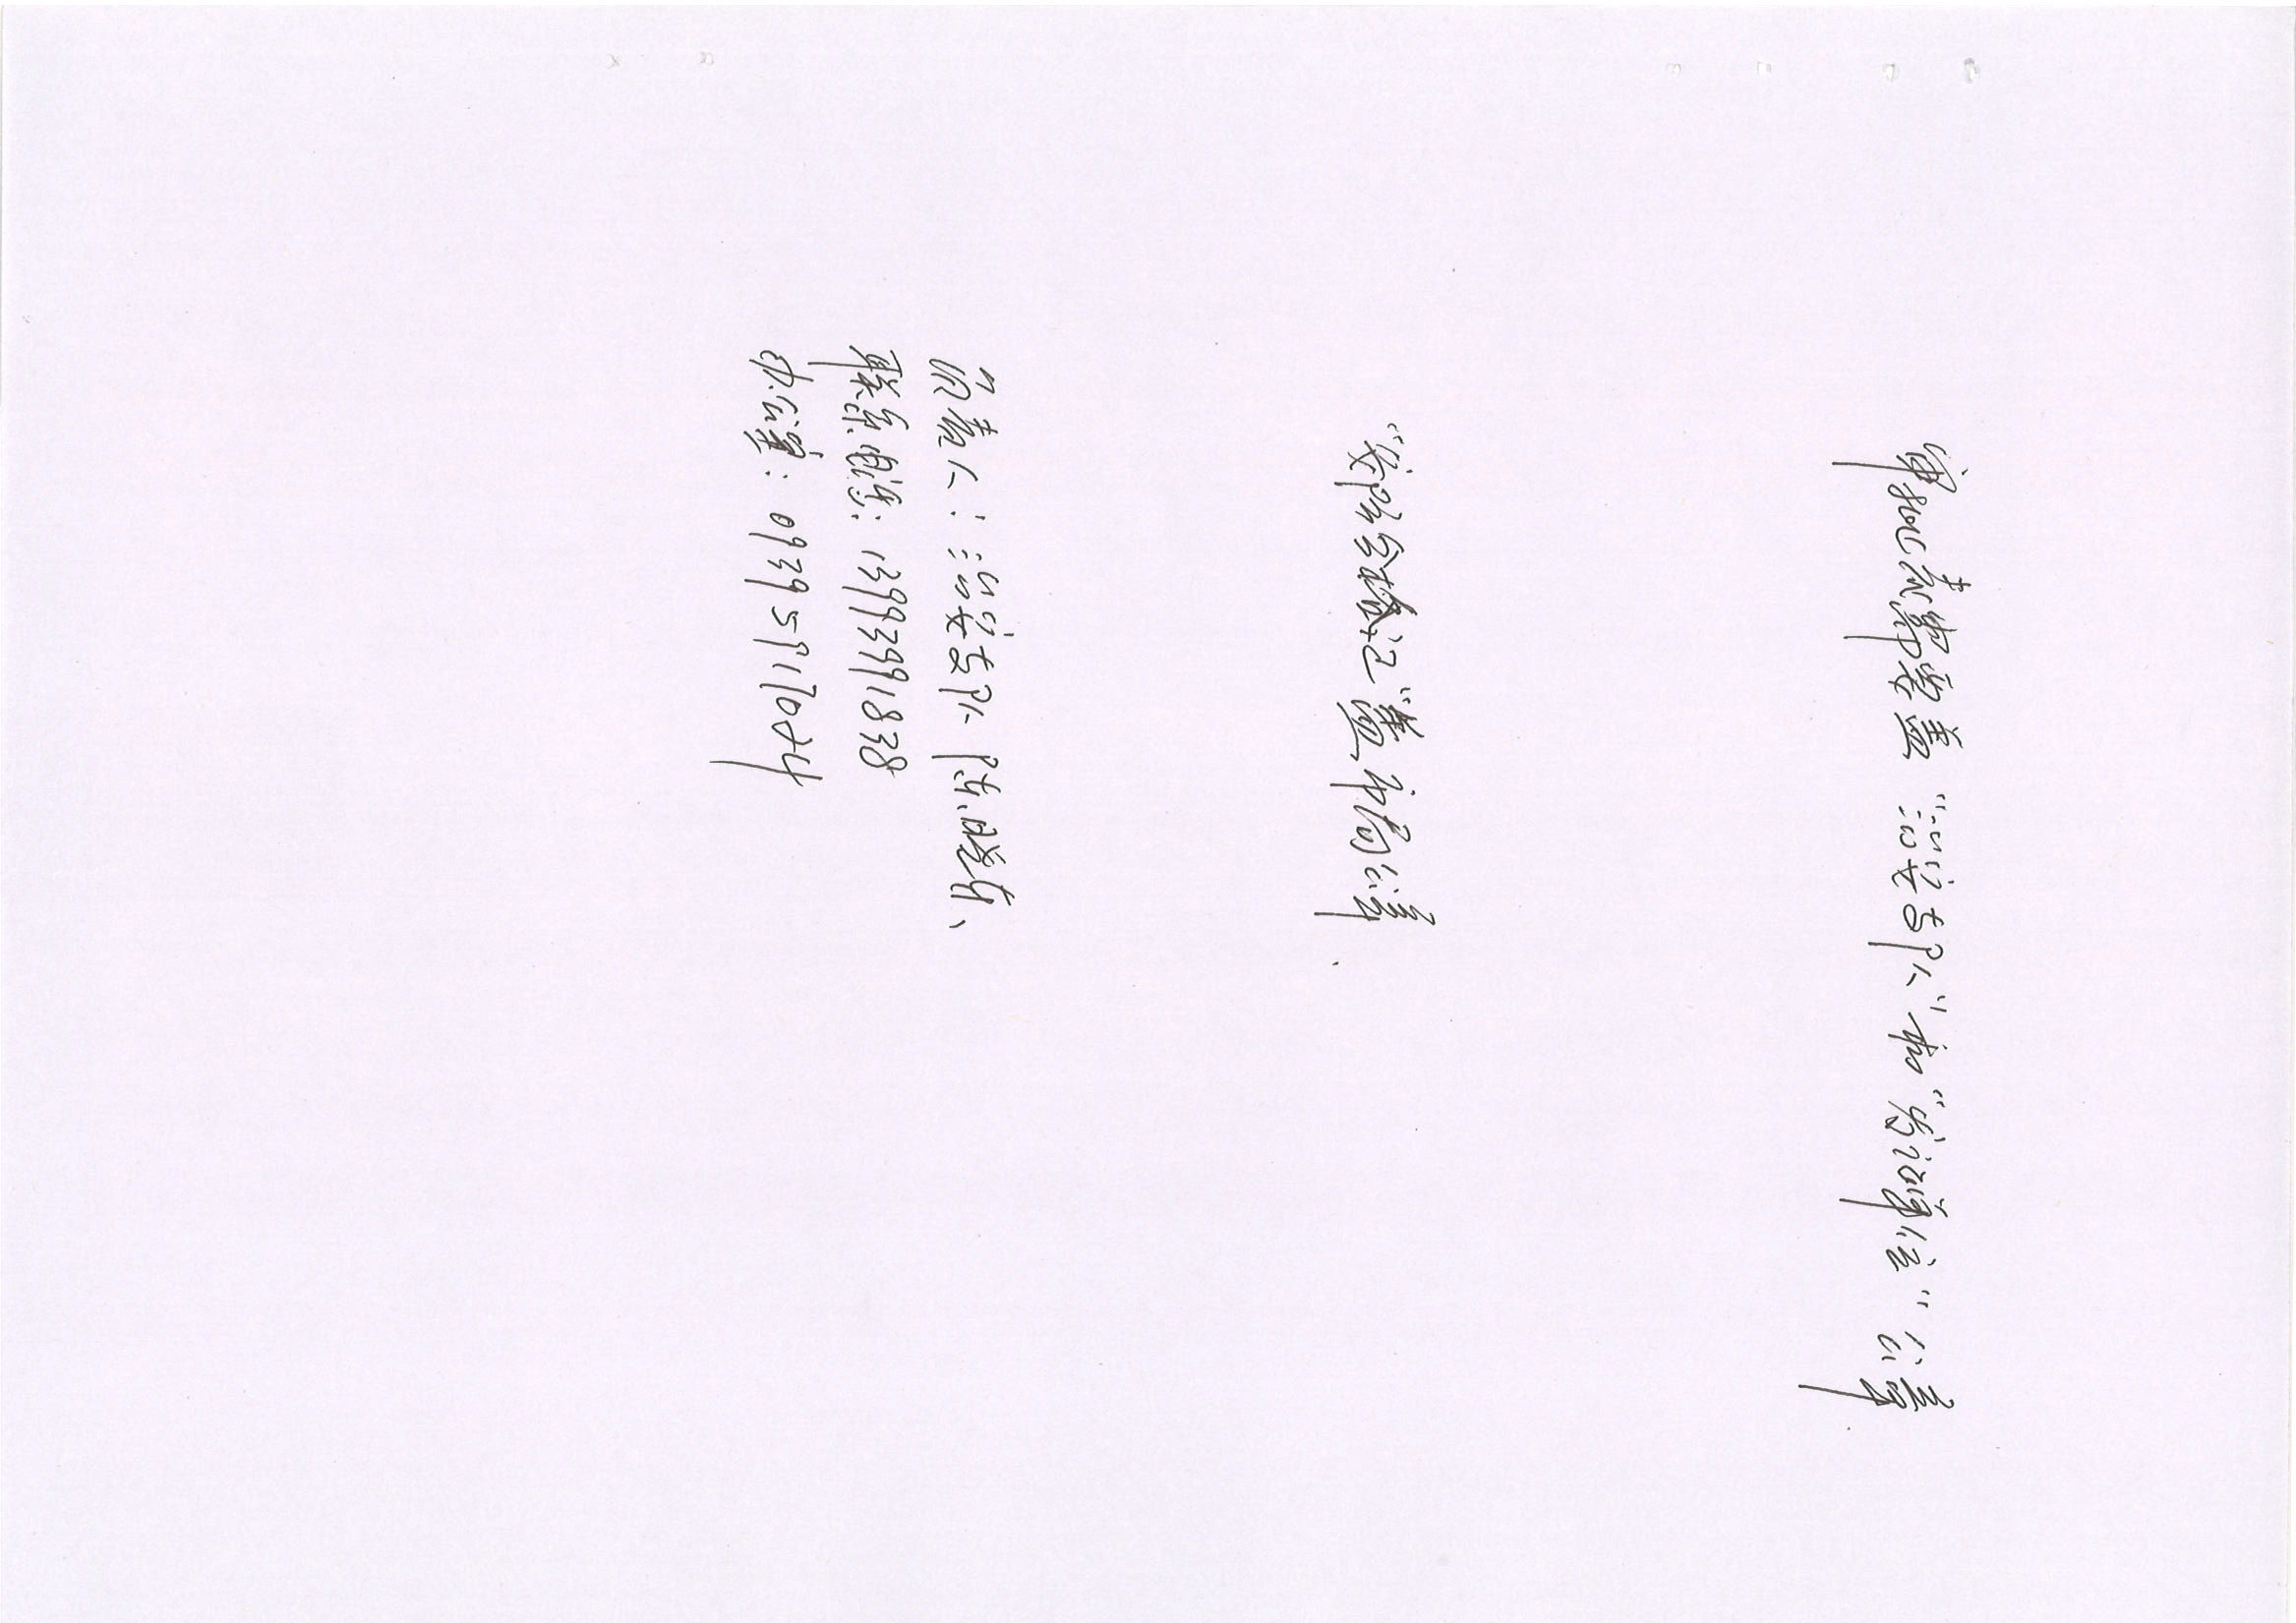 审批表需要盖“治安支队”和“发证单位”公章.
“安防合格证”盖市局公章.
负责人：治安支队 陈晓东、
联系电话：13993991838
办公室：09395917024